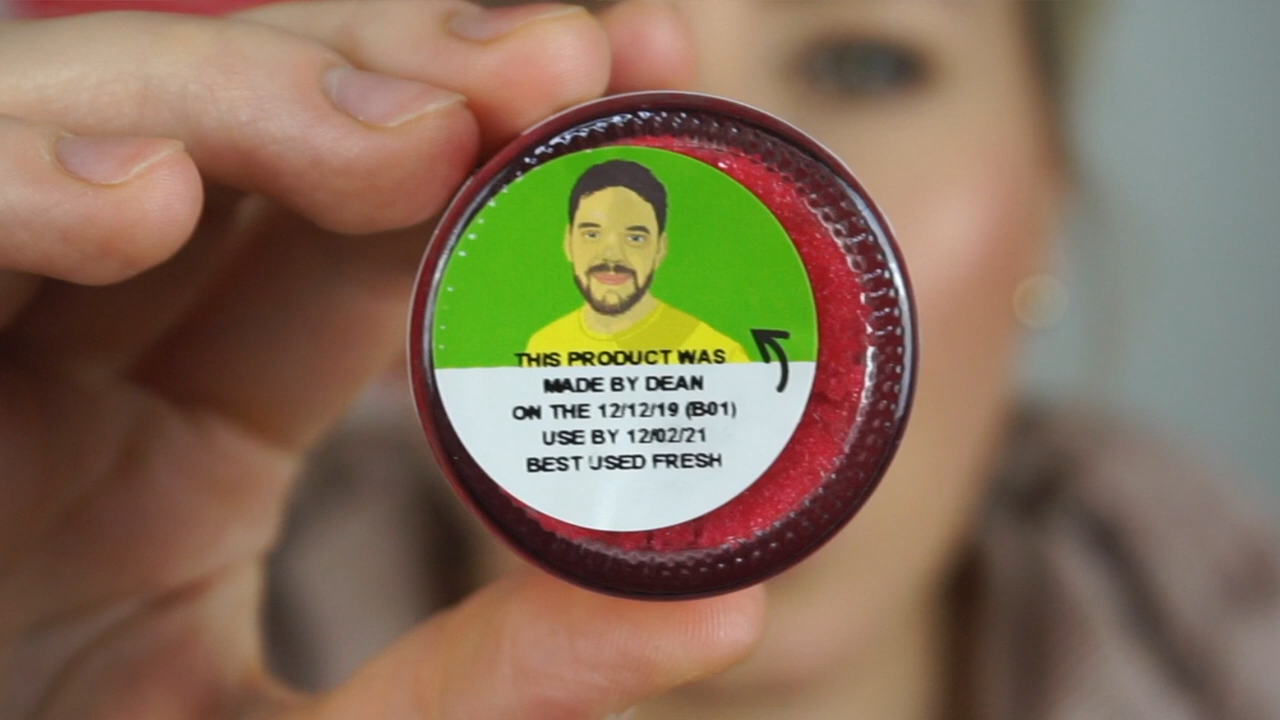 THIS PRODUCT WAS
MADE BY DEAN
ON THE 12/12/19 (B01)
USE BY 12/02/21
BEST USED FRESH